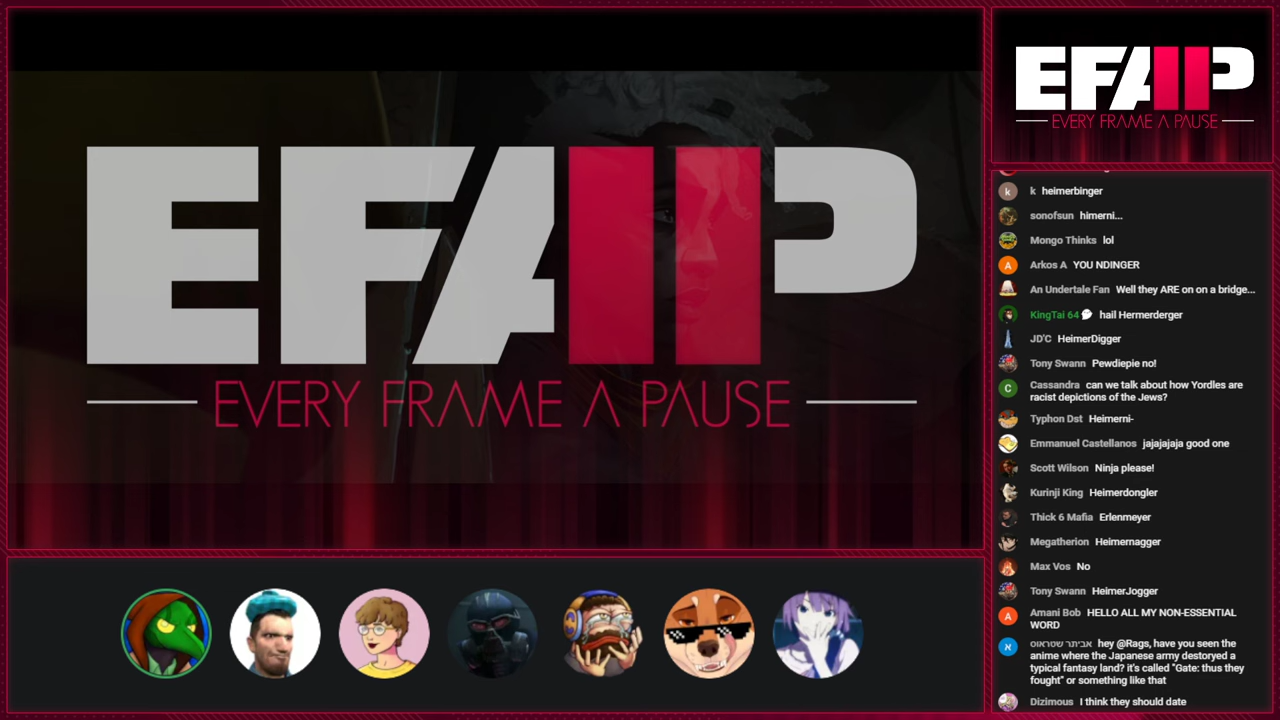 EFAP
EVERY FRAME A PAUSE
EFAP
EVERY FRAME A PAUSE
k heimerbinger
sonofsun himerni...
Mongo Thinks lol
A Arkos A YOU NDINGER
An Undertale Fan Well they ARE on on a bridge...
KingTai 64 hail Hermerderger
JD'C HeimerDigger
Tony Swann Pewdiepie no!
C Cassandra can we talk about how Yordles are
racist depictions of the Jews?
Typhon Dst Heimerni-
Emmanuel Castellanos jajajajaja good one
Scott Wilson Ninja please!
Kurinji King Heimerdongler
Thick 6 Mafia Erlenmeyer
Megatherion Heimernagger
Max Vos No
Tony Swann HeimerJogger
A Amani Bob HELLO ALL MY NON-ESSENTIAL
WORD
א אביתר שטראוס hey @Rags, have you seen the
anime where the Japanese army destoryed a
typical fantasy land? it's called "Gate: thus they
fought" or something like that
Dizimous I think they should date